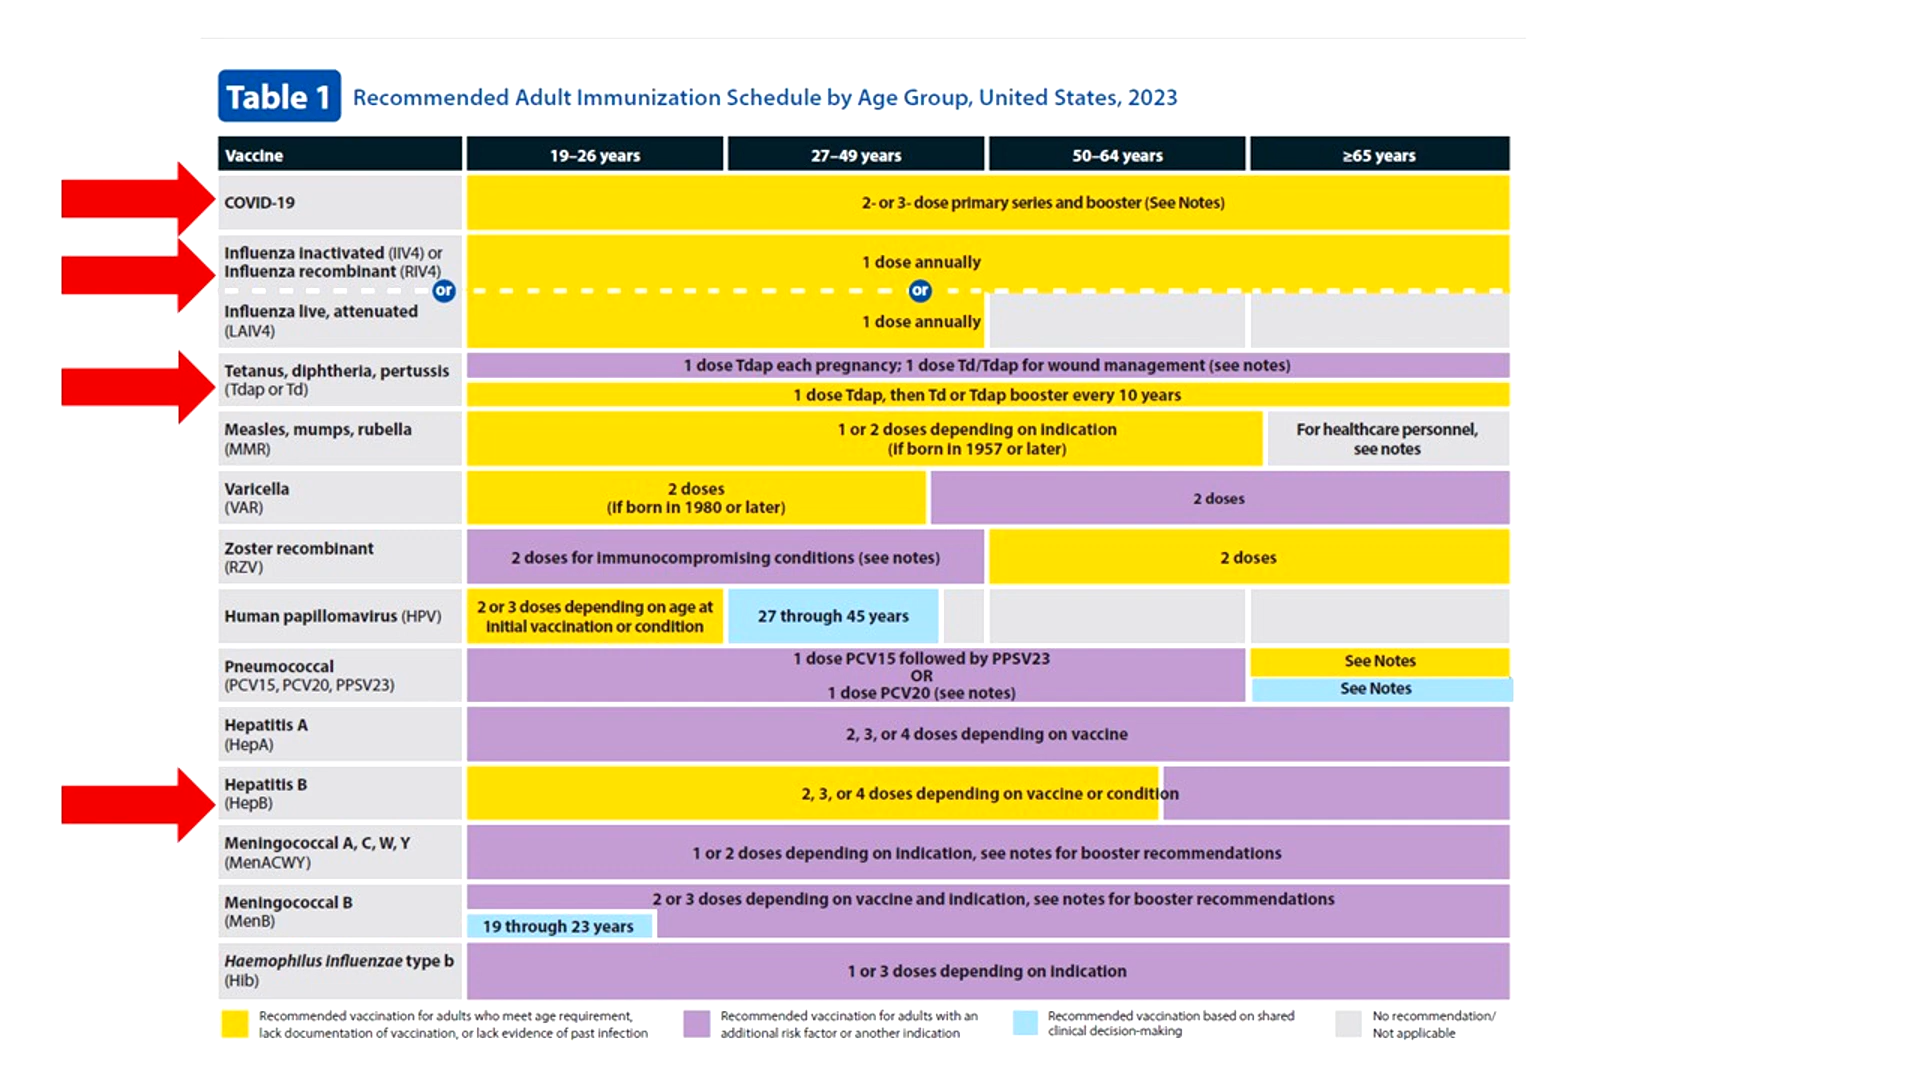 Table 1 Recommended Adult Immunization Schedule by Age Group, United States, 2023
Vaccine 19–26 years 27–49 years 50–64 years ≥65 years
COVID-19
2- or 3- dose primary series and booster (See Notes)
Influenza inactivated (IIV4) or
Influenza recombinant (RIV4)
1 dose annually
or
or
Influenza live, attenuated
(LAIV4)
1 dose annually
Tetanus, diphtheria, pertussis
(Tdap or Td)
1 dose Tdap each pregnancy; 1 dose Td/Tdap for wound management (see notes)
1 dose Tdap, then Td or Tdap booster every 10 years
Measles, mumps, rubella
(MMR)
1 or 2 doses depending on indication
(if born in 1957 or later)
For healthcare personnel,
see notes
Varicella
(VAR)
2 doses
(if born in 1980 or later)
2 doses
Zoster recombinant
(RZV)
2 doses for immunocompromising conditions (see notes)
2 doses
Human papillomavirus (HPV)
2 or 3 doses depending on age at
initial vaccination or condition
27 through 45 years
Pneumococcal
(PCV15, PCV20, PPSV23)
1 dose PCV15 followed by PPSV23
OR
1 dose PCV20 (see notes)
See Notes
See Notes
Hepatitis A
(HepA)
2, 3, or 4 doses depending on vaccine
Hepatitis B
(HepB)
2, 3, or 4 doses depending on vaccine or condition
Meningococcal A, C, W, Y
(MenACWY)
1 or 2 doses depending on indication, see notes for booster recommendations
Meningococcal B
(MenB)
2 or 3 doses depending on vaccine and indication, see notes for booster recommendations
19 through 23 years
Haemophilus influenzae type b
(Hib)
1 or 3 doses depending on indication
Recommended vaccination for adults who meet age requirement,
lack documentation of vaccination, or lack evidence of past infection
Recommended vaccination for adults with an
additional risk factor or another indication
Recommended vaccination based on shared
clinical decision-making
No recommendation/
Not applicable